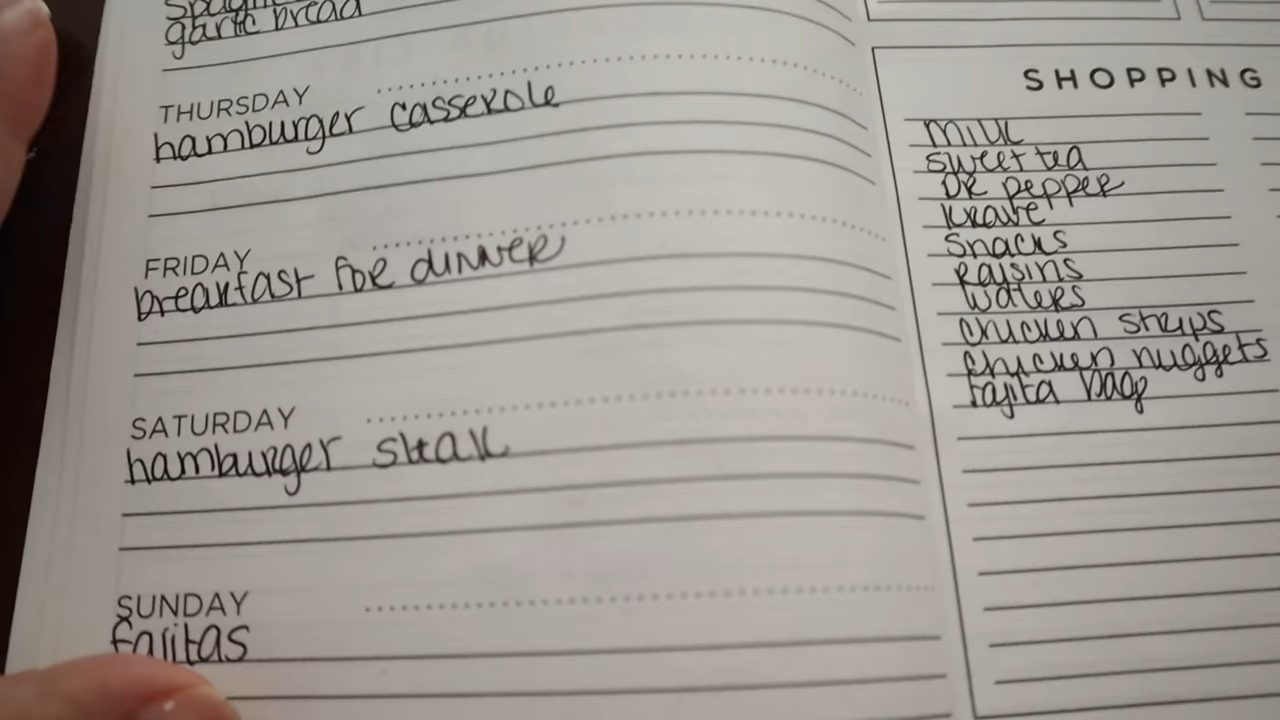 garlic bread
THURSDAY
hamburger casserole
FRIDAY
breakfast for dinner
SATURDAY
hamburger steak
SUNDAY
fajitas
SHOPPING
milk
sweet tea
DR pepper
krave
snacks
Raisins
waters
chicken strips
chicken nuggets
fajita bag